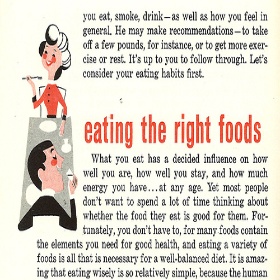 you eat, smoke, drink—as well as how you feel in
general. He may make recommendations—to take
off a few pounds, for instance, or to get more exer-
cise or rest. It's up to you to follow through. Let's
consider your eating habits first.
eating the right foods
What you eat has a decided influence on how
well you are, how well you stay, and how much
energy you have...at any age. Yet most people
don't want to spend a lot of time thinking about
whether the food they eat is good for them. For-
tunately, you don't have to, for many foods contain
the elements you need for good health, and eating a variety of
foods is all that is necessary for a well-balanced diet. It is amaz-
ing that eating wisely is so relatively simple, because the human